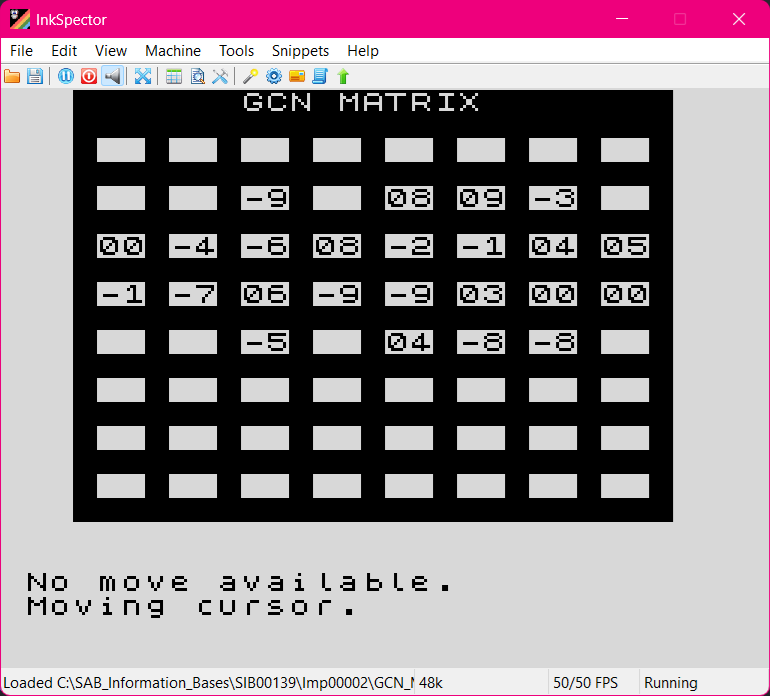 InkSpector
File Edit View Machine Tools Snippets Help
GCN MATRIX
-9 08 09 -3
00 -4 -6 08 -2 -1 04 05
-1 -7 06 -9 -9 03 00 00
-5 04 -8 -8
No move available.
Moving cursor.
Loaded C:\SAB_Information_Bases\SIB00139\Imp00002\GCN_ 48k 50/50 FPS Running